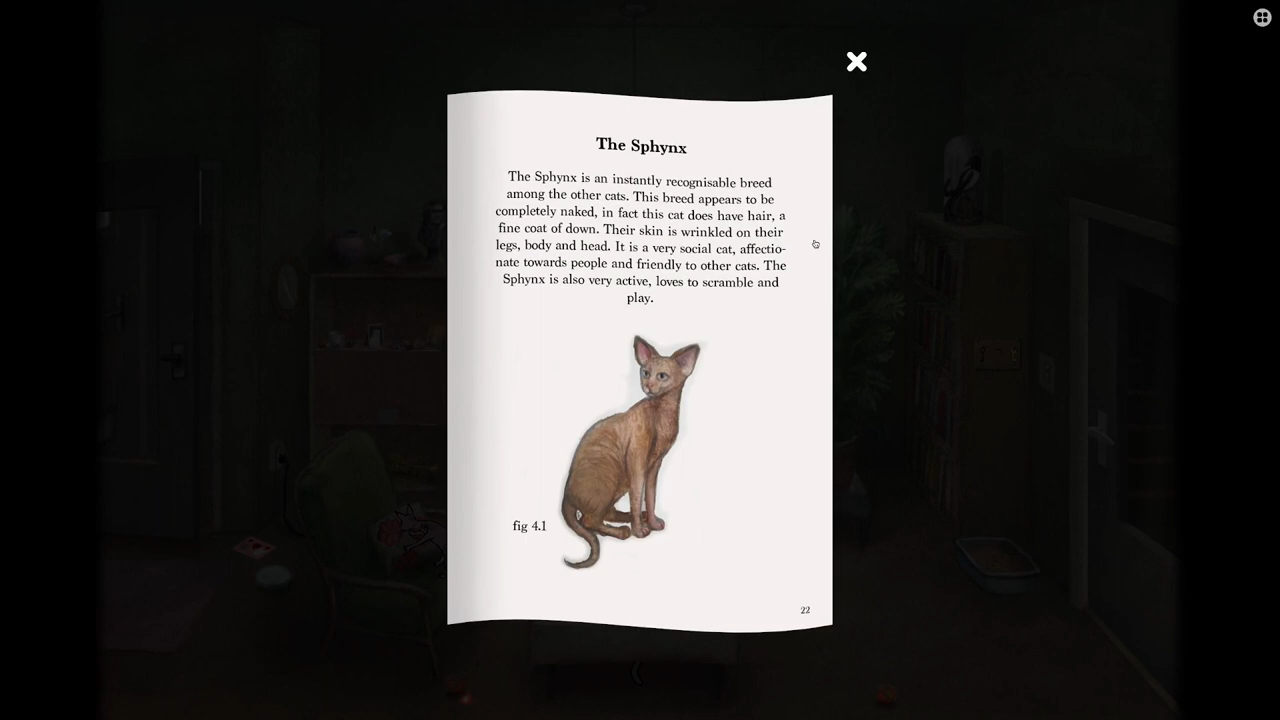 The Sphynx
The Sphynx is an instantly recognisable breed
among the other cats. This breed appears to be
completely naked, in fact this cat does have hair, a
fine coat of down. Their skin is wrinkled on their
legs, body and head. It is a very social cat, affectio-
nate towards people and friendly to other cats. The
Sphynx is also very active, loves to scramble and
play.
fig 4.1
22